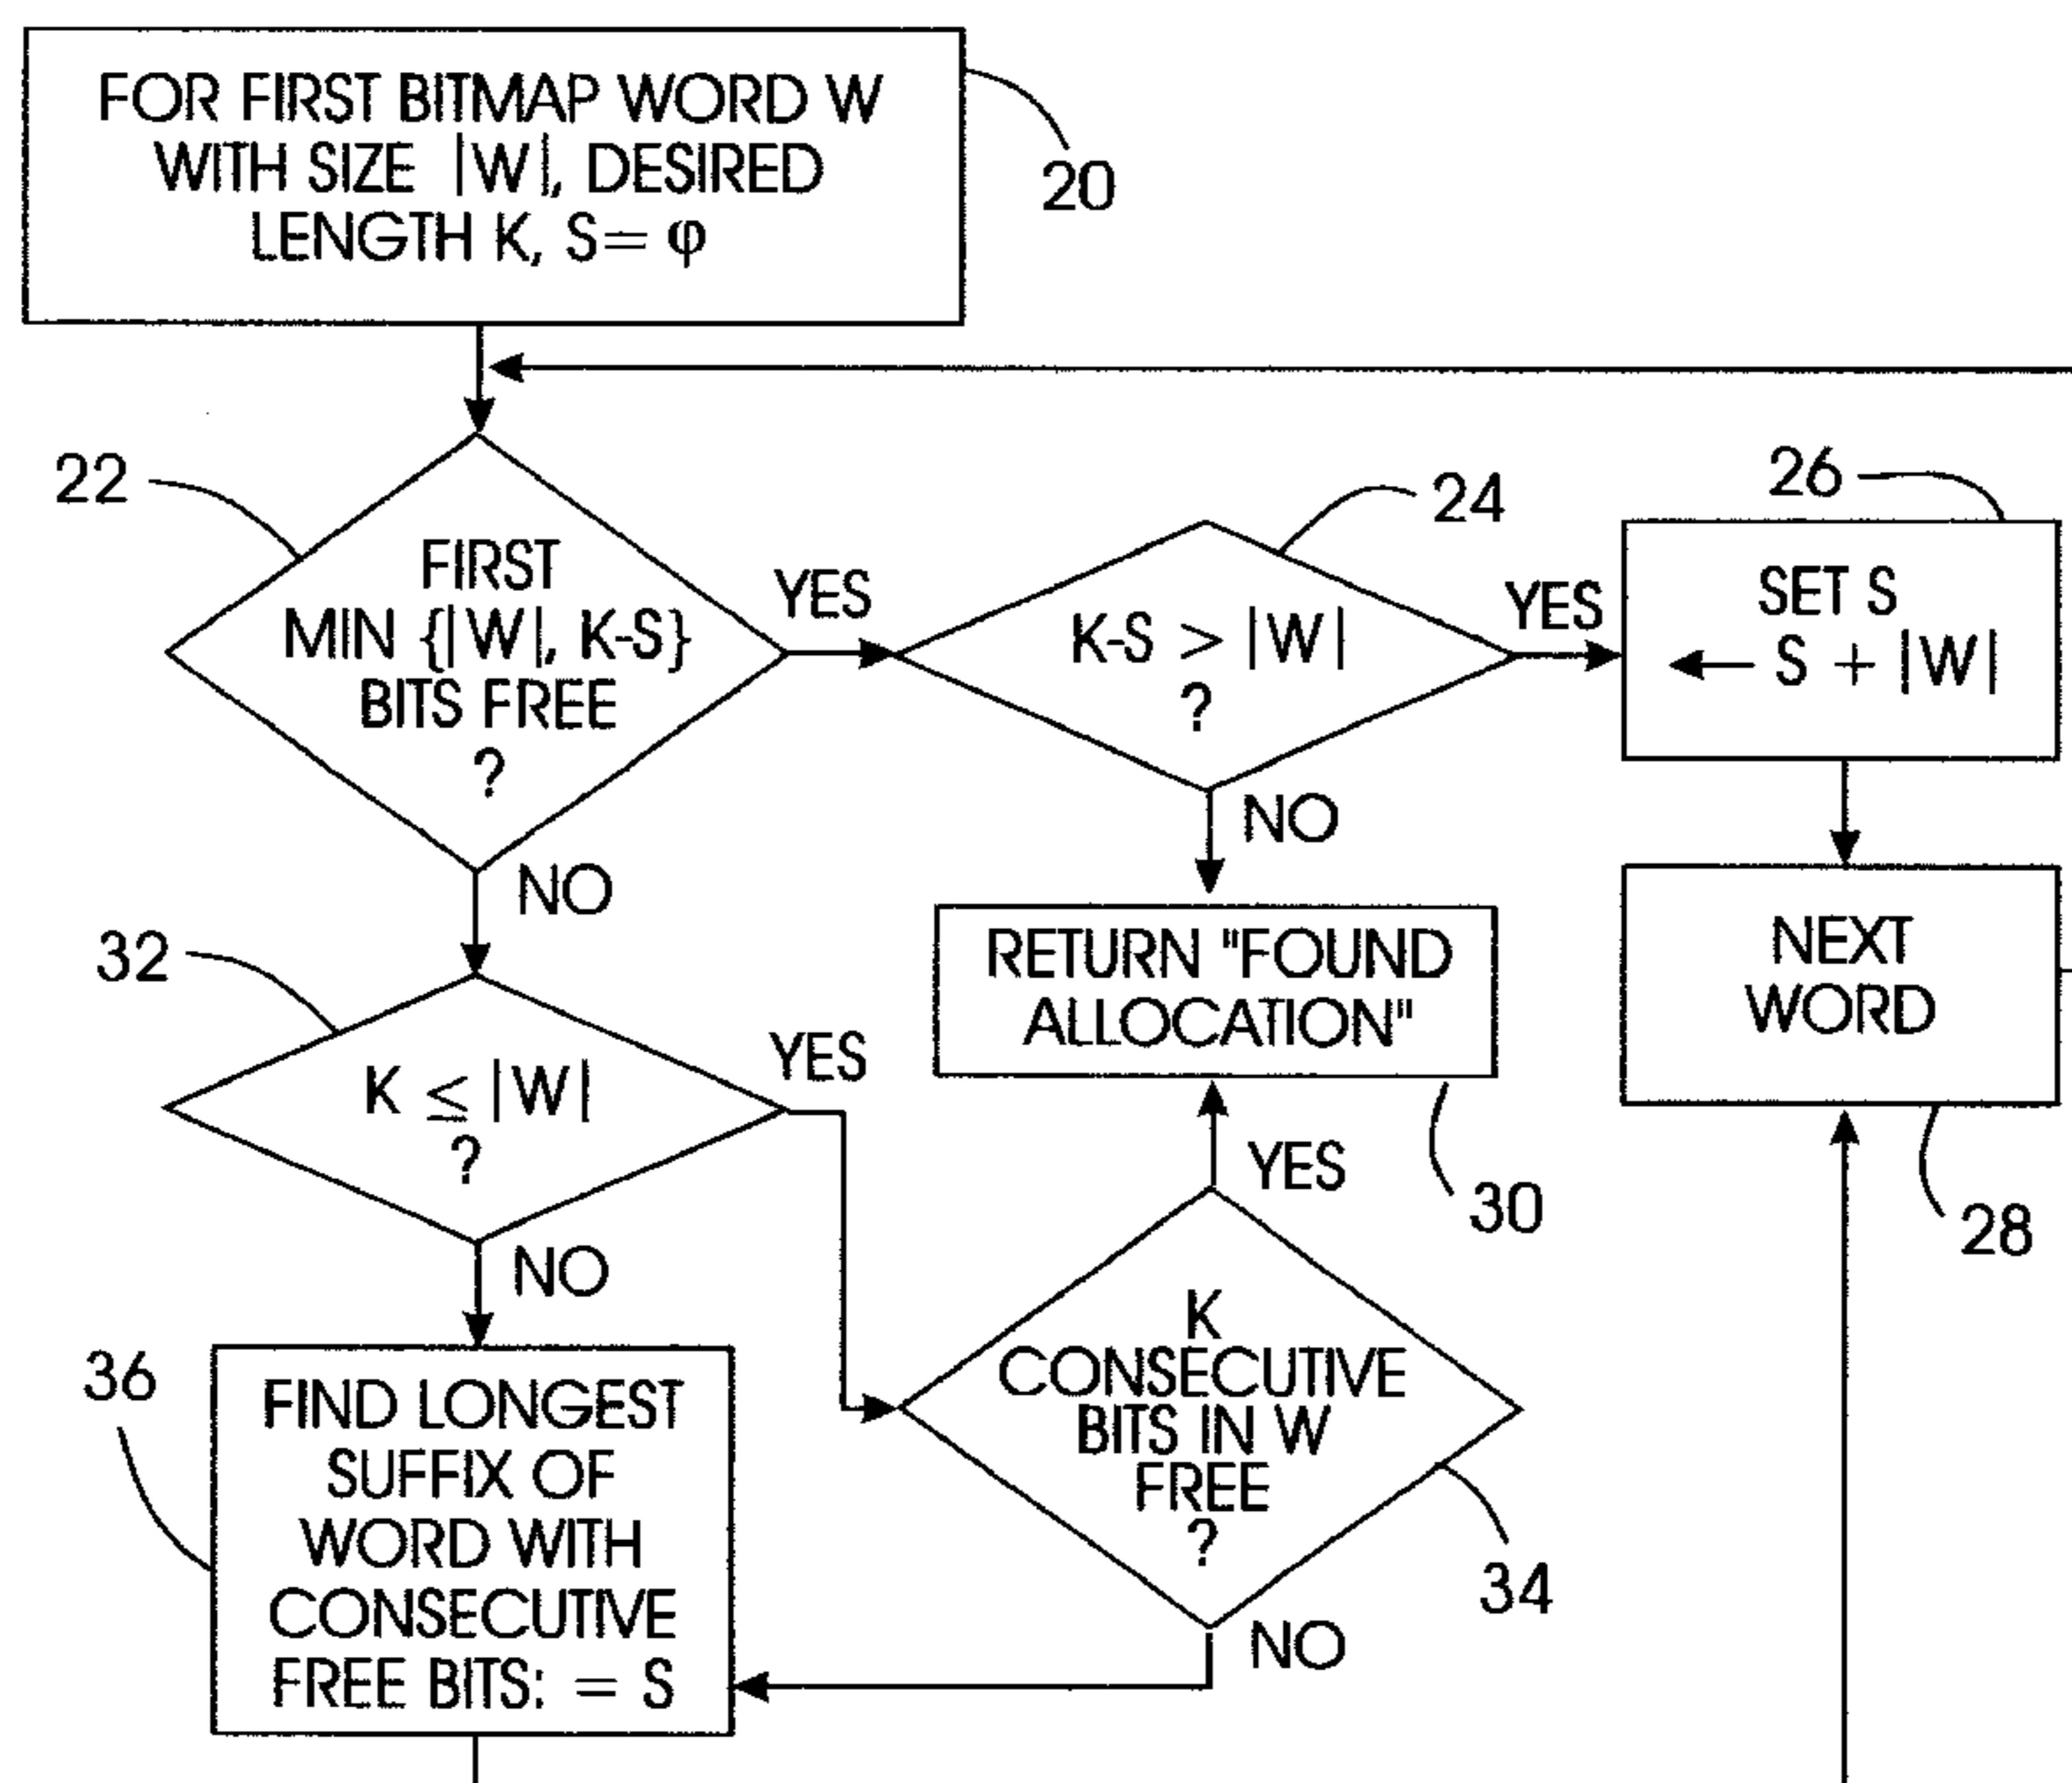 FOR FIRST BITMAP WORD W
WITH SIZE |W|, DESIRED
LENGTH K, S= φ
20
22
FIRST
MIN {|W|, K-S}
BITS FREE
?
YES
NO
24
K-S > |W|
?
YES
NO
26
SET S
← S + |W|
NEXT
WORD
28
RETURN "FOUND
ALLOCATION"
30
32
K ≤ |W|
?
YES
NO
K
CONSECUTIVE
BITS IN W
FREE
?
YES
NO
34
36
FIND LONGEST
SUFFIX OF
WORD WITH
CONSECUTIVE
FREE BITS: = S